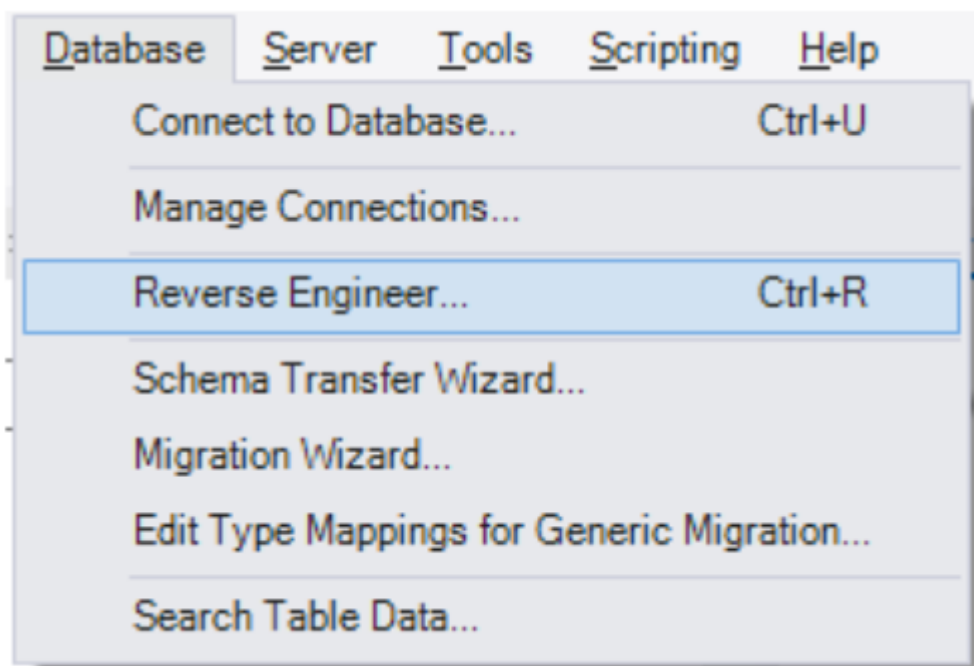 Database Server Tools Scripting Help
Connect to Database... Ctrl+U
Manage Connections...
Reverse Engineer... Ctrl+R
Schema Transfer Wizard...
Migration Wizard...
Edit Type Mappings for Generic Migration...
Search Table Data...